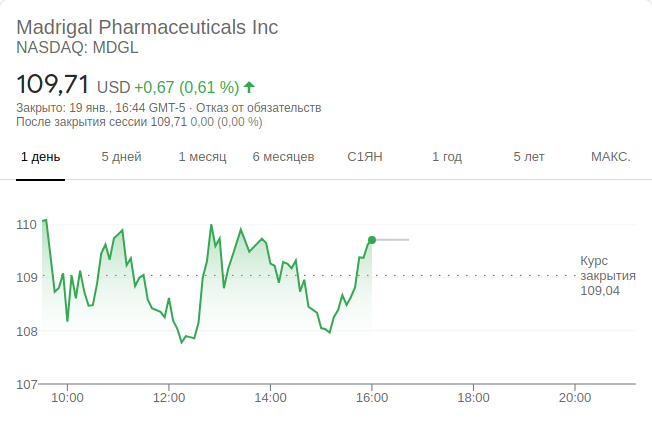 Madrigal Pharmaceuticals Inc
NASDAQ: MDGL
109,71 USD +0,67 (0,61 %)
Закрыто: 19 янв., 16:44 GMT-5 · Отказ от обязательств
После закрытия сессии 109,71 0,00 (0,00 %)
1 день 5 дней 1 месяц 6 месяцев С1ЯН 1 год 5 лет МАКС.
110
109
108
107
Курс
закрытия
109,04
10:00 12:00 14:00 16:00 18:00 20:00